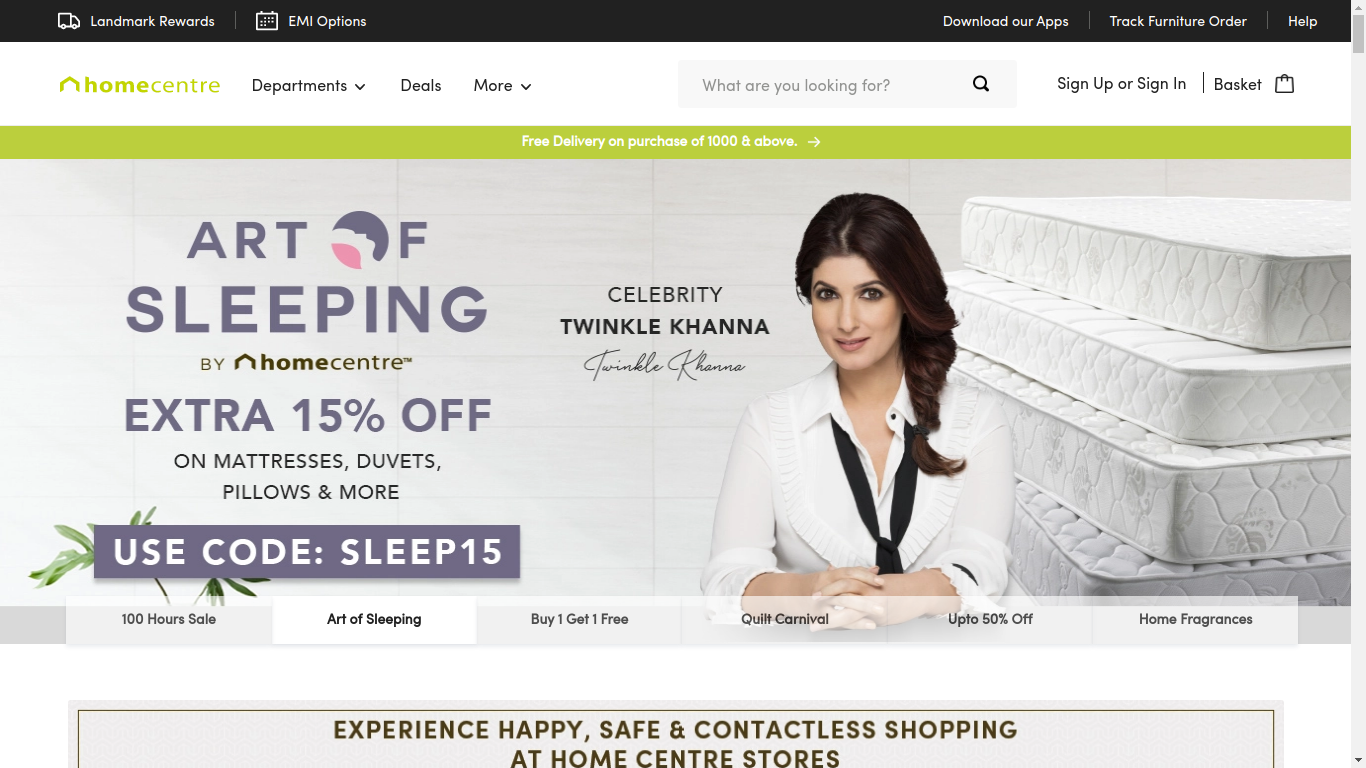 Landmark Rewards
EMI Options
Download our Apps
Track Furniture Order
Help
homecentre
Departments
Deals
More
What are you looking for?
Sign Up or Sign In
Basket
Free Delivery on purchase of 1000 & above.
ART OF
SLEEPING
BY homecentre™
EXTRA 15% OFF
ON MATTRESSES, DUVETS,
PILLOWS & MORE
USE CODE: SLEEP15
CELEBRITY
TWINKLE KHANNA
Twinkle Khanna
100 Hours Sale
Art of Sleeping
Buy 1 Get 1 Free
Quilt Carnival
Upto 50% Off
Home Fragrances
EXPERIENCE HAPPY, SAFE & CONTACTLESS SHOPPING
AT HOME CENTRE STORES